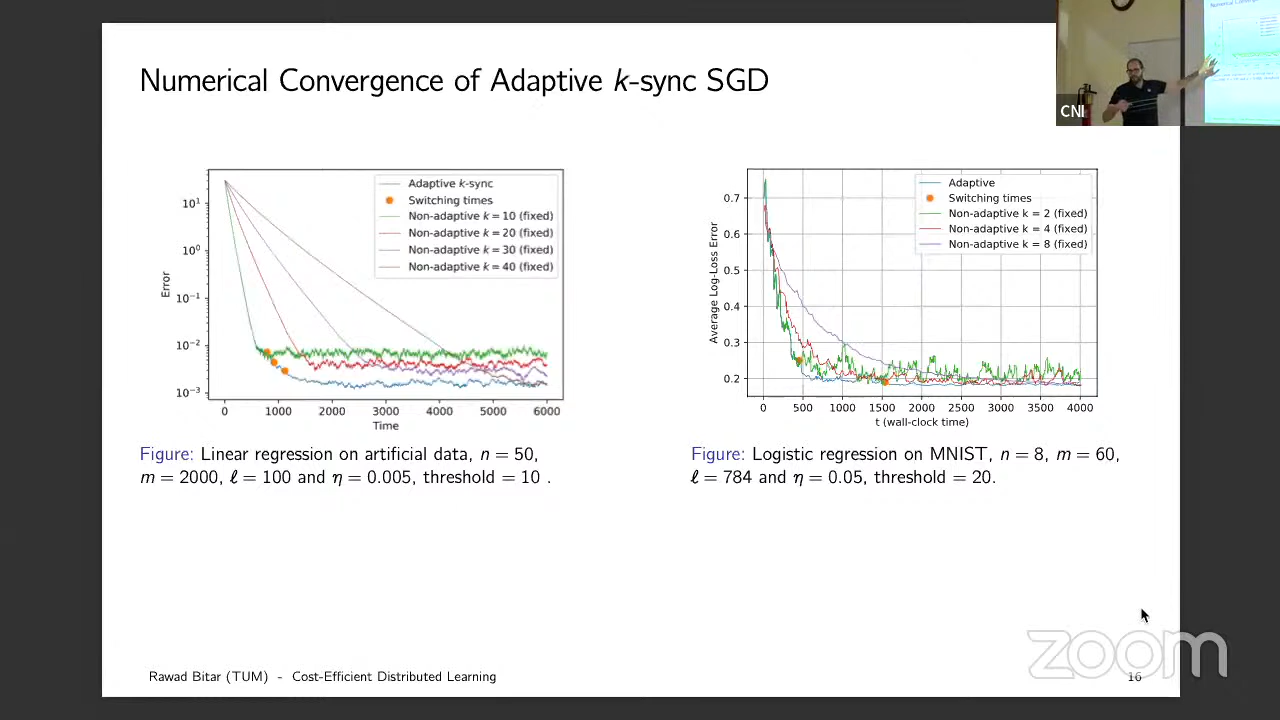 Numerical Convergence of Adaptive k-sync SGD
CNI
Error
10¹
10⁰
10⁻¹
10⁻²
10⁻³
0 1000 2000 3000 4000 5000 6000
Time
Adaptive k-sync
Switching times
Non-adaptive k = 10 (fixed)
Non-adaptive k = 20 (fixed)
Non-adaptive k = 30 (fixed)
Non-adaptive k = 40 (fixed)
Figure: Linear regression on artificial data, n = 50,
m = 2000, ℓ = 100 and η = 0.005, threshold = 10 .
Average Log-Loss Error
0.7
0.6
0.5
0.4
0.3
0.2
0 500 1000 1500 2000 2500 3000 3500 4000
t (wall-clock time)
Adaptive
Switching times
Non-adaptive k = 2 (fixed)
Non-adaptive k = 4 (fixed)
Non-adaptive k = 8 (fixed)
Figure: Logistic regression on MNIST, n = 8, m = 60,
ℓ = 784 and η = 0.05, threshold = 20.
Rawad Bitar (TUM) - Cost-Efficient Distributed Learning
16
zoom